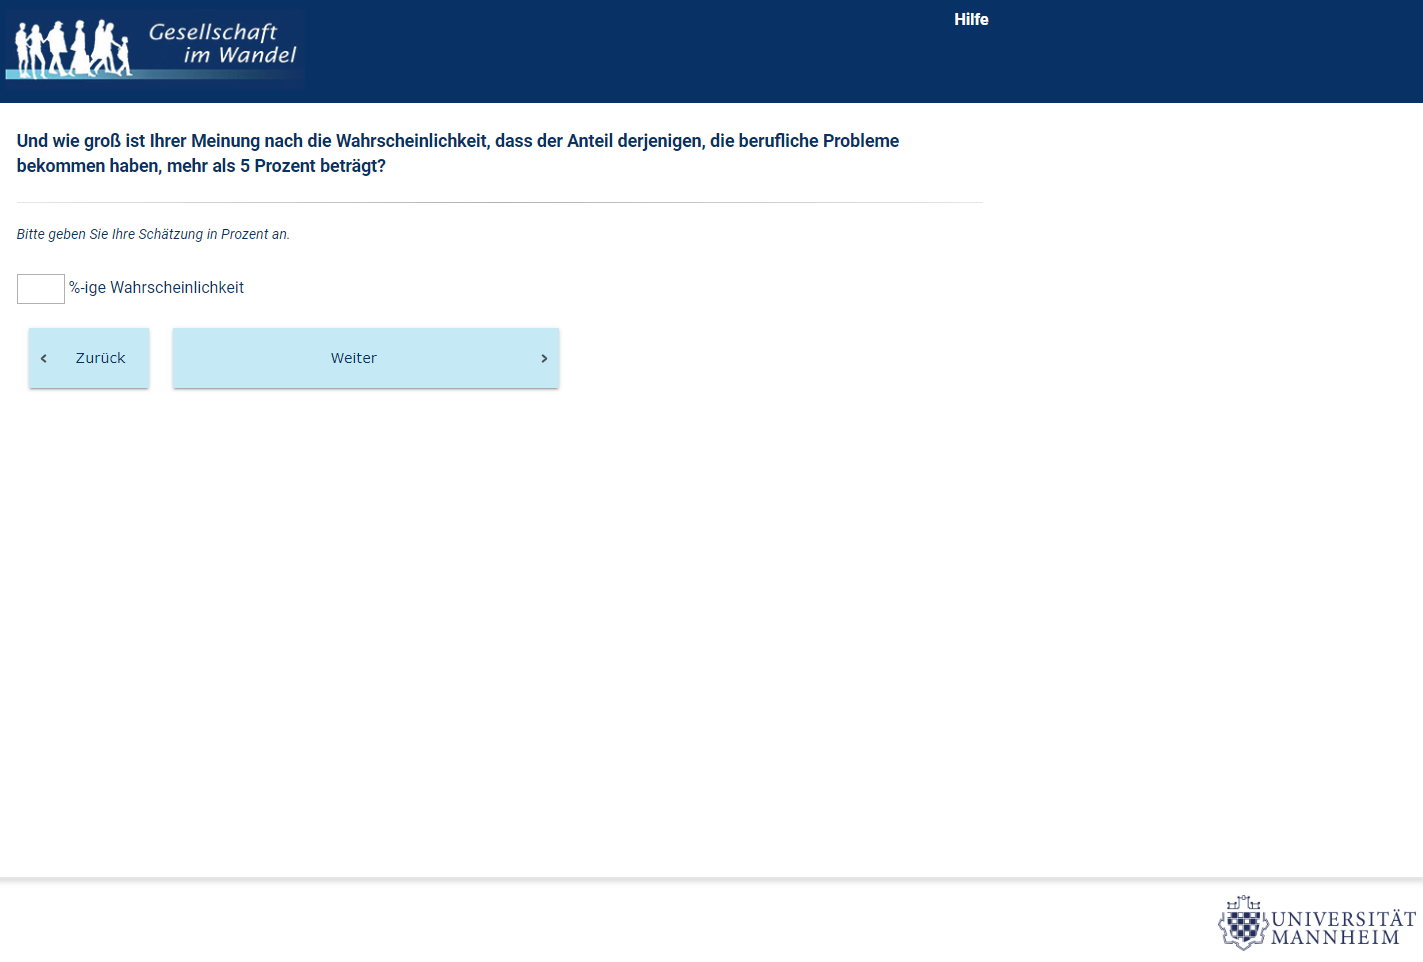 Gesellschaft
im Wandel
Hilfe
Und wie groß ist Ihrer Meinung nach die Wahrscheinlichkeit, dass der Anteil derjenigen, die berufliche Probleme
bekommen haben, mehr als 5 Prozent beträgt?
Bitte geben Sie Ihre Schätzung in Prozent an.
%-ige Wahrscheinlichkeit
Zurück
Weiter
UNIVERSITÄT
MANNHEIM